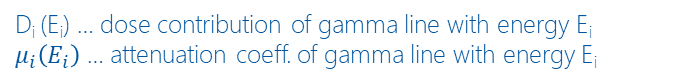 Dᵢ (Eᵢ) ... dose contribution of gamma line with energy Eᵢ
𝝁ᵢ(𝑬ᵢ) ... attenuation coeff. of gamma line with energy Eᵢ